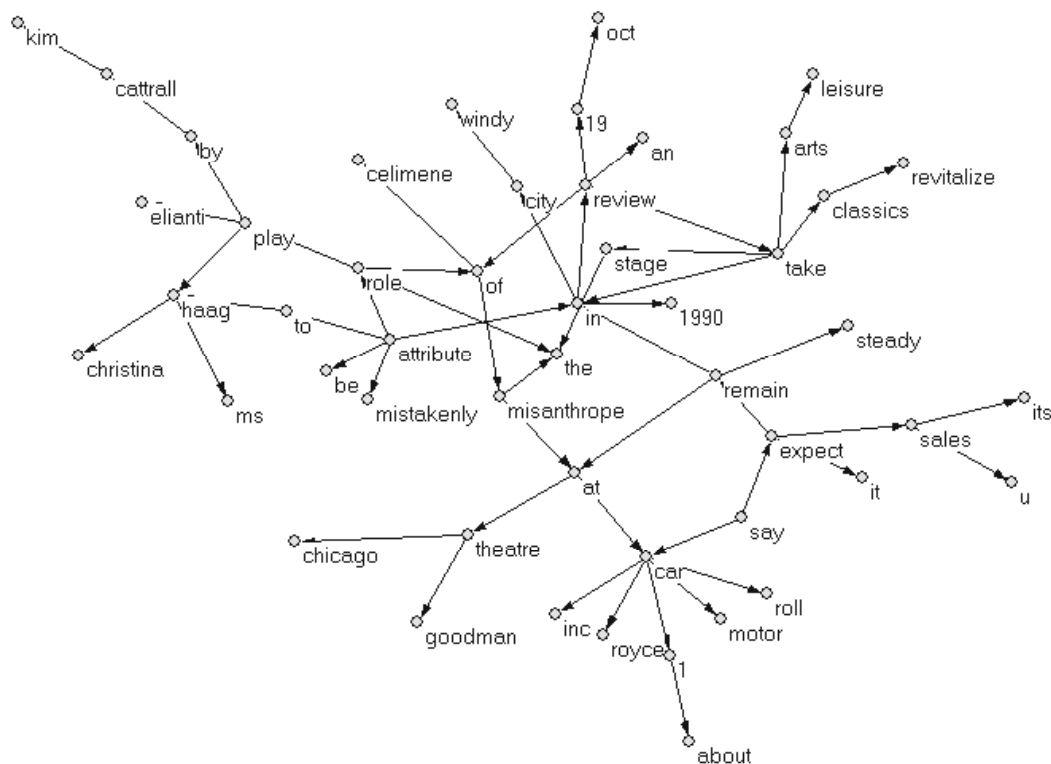 kim
oct
cattrall
leisure
windy
19
by
arts
an
celimene
revitalize
city
review
classics
elianti
play
stage
take
role
of
haag
in
1990
to
attribute
the
steady
christina
be
remain
ms
mistakenly
misanthrope
its
expect
sales
at
it
u
say
chicago
theatre
car
roll
inc
motor
goodman
royce
1
about